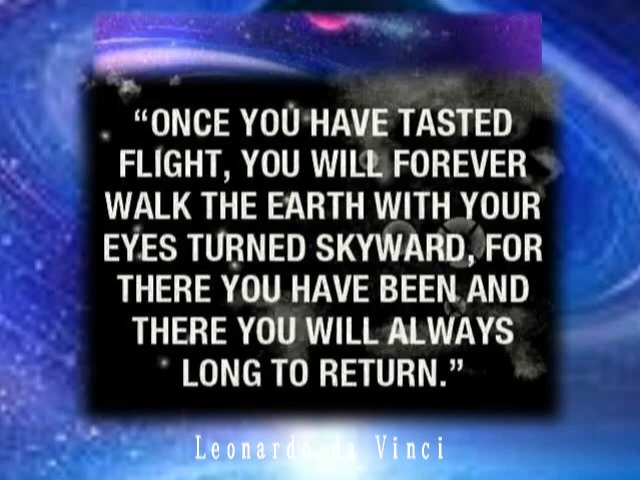 “ONCE YOU HAVE TASTED
FLIGHT, YOU WILL FOREVER
WALK THE EARTH WITH YOUR
EYES TURNED SKYWARD, FOR
THERE YOU HAVE BEEN AND
THERE YOU WILL ALWAYS
LONG TO RETURN.”
Leonardo da Vinci